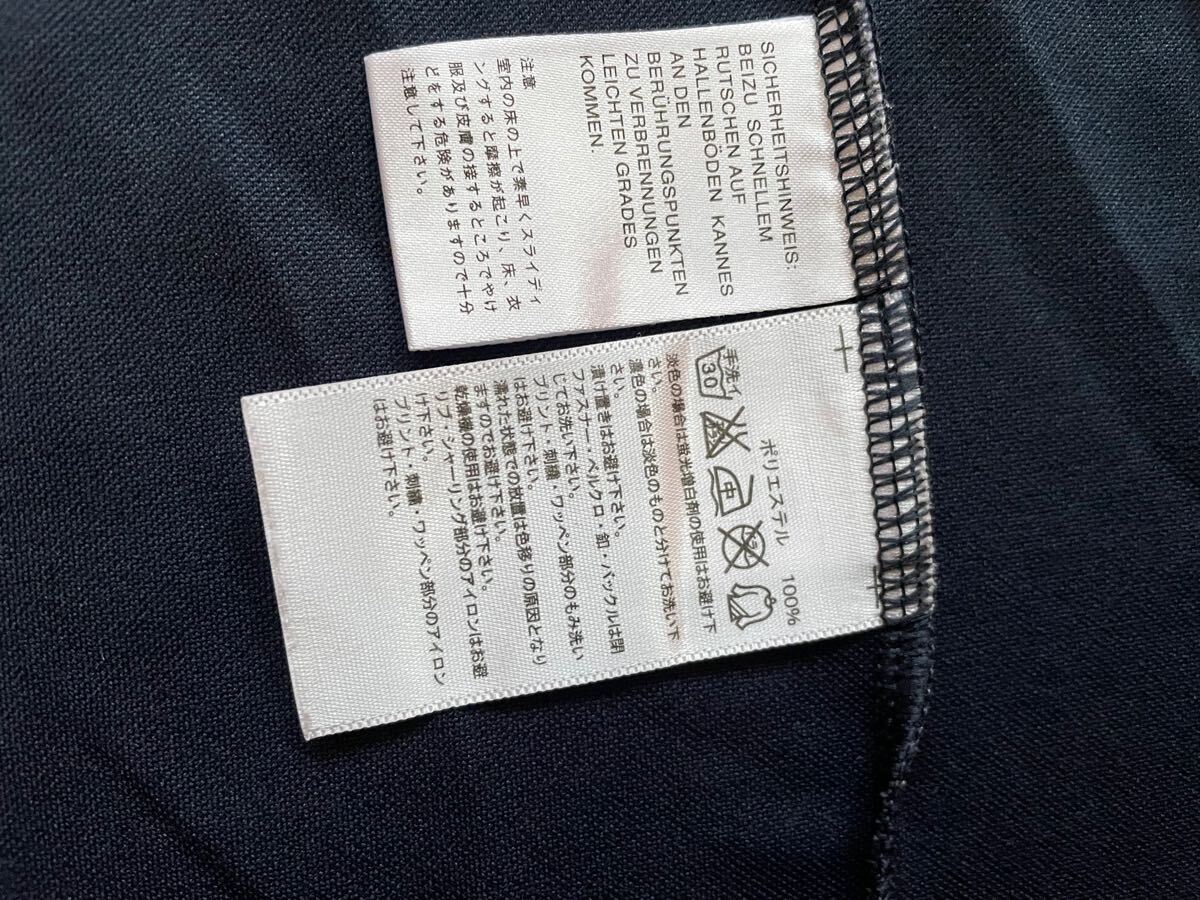 SICHERHEITSHINWEIS:
BEIZU SCHNELLEM
RUTSCHEN AUF
HALLENBÖDEN KANNES
AN DEN
BERÜHRUNGSPUNKTEN
ZU VERBRENNUNGEN
LEICHTEN GRADES
KOMMEN.
注意
室内の床の上で素早くスライディ
ングすると摩擦が起こり、床、衣
服及び皮膚の接するところでやけ
どをする危険がありますので十分
注意して下さい。
ポリエステル 100%
手洗イ
30
中
淡色の場合は蛍光増白剤の使用はお避け下
さい。
濃色の場合は淡色のものと分けてお洗い下
さい。
漬け置きはお避け下さい。
ファスナー・ベルクロ・釦・バックルは閉
じてお洗い下さい。
プリント・刺繍・ワッペン部分のもみ洗い
はお避け下さい。
濡れた状態での放置は色移りの原因となり
ますのでお避け下さい。
乾燥機の使用はお避け下さい。
リブ・シャーリング部分のアイロンはお避
け下さい。
プリント・刺繍・ワッペン部分のアイロン
はお避け下さい。